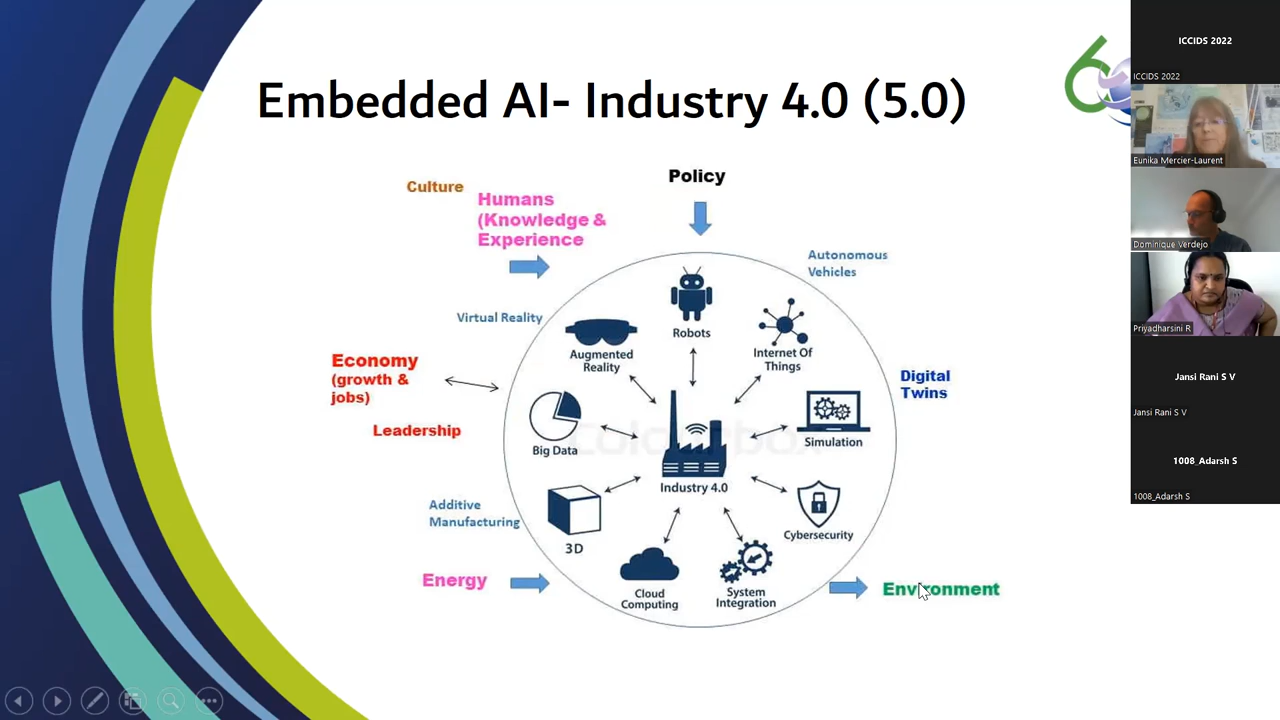 Embedded AI- Industry 4.0 (5.0)
Culture
Humans
(Knowledge &
Experience
Policy
Autonomous
Vehicles
Virtual Reality
Robots
Augmented
Reality
Internet Of
Things
Economy
(growth &
jobs)
Leadership
Digital
Twins
Big Data
Simulation
colourbox
Industry 4.0
Additive
Manufacturing
3D
Cybersecurity
Energy
Cloud
Computing
System
Integration
Environment
6
ICCIDS 2022
ICCIDS 2022
Eunika Mercier-Laurent
Dominique Verdejo
Priyadharsini R
Jansi Rani S V
Jansi Rani S V
1008_Adarsh S
1008_Adarsh S